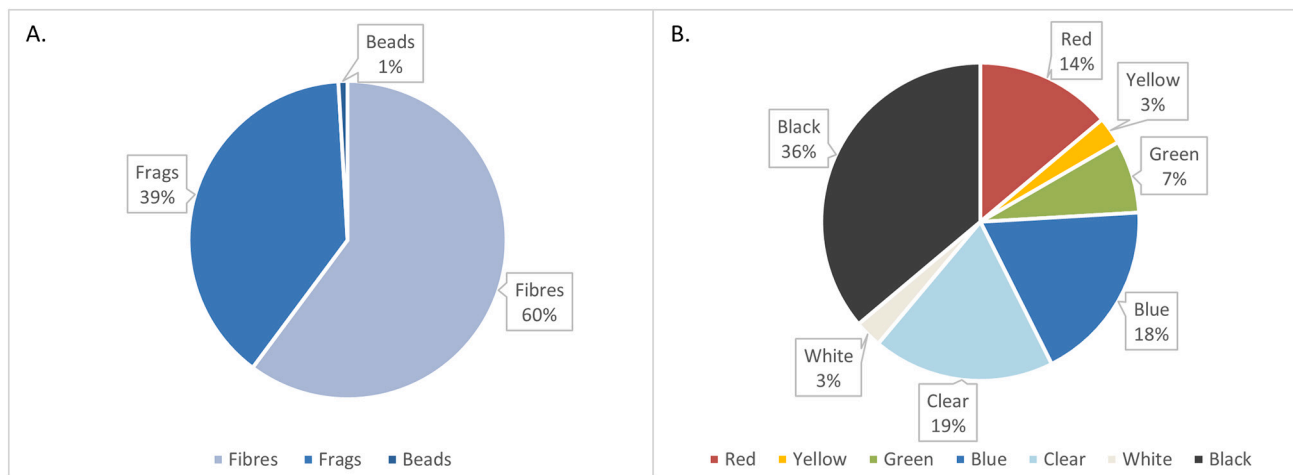 A.
Beads
1%
Frags
39%
Fibres
60%
Fibres Frags Beads
B.
Red
14%
Yellow
3%
Green
7%
Blue
18%
Clear
19%
White
3%
Black
36%
Red Yellow Green Blue Clear White Black